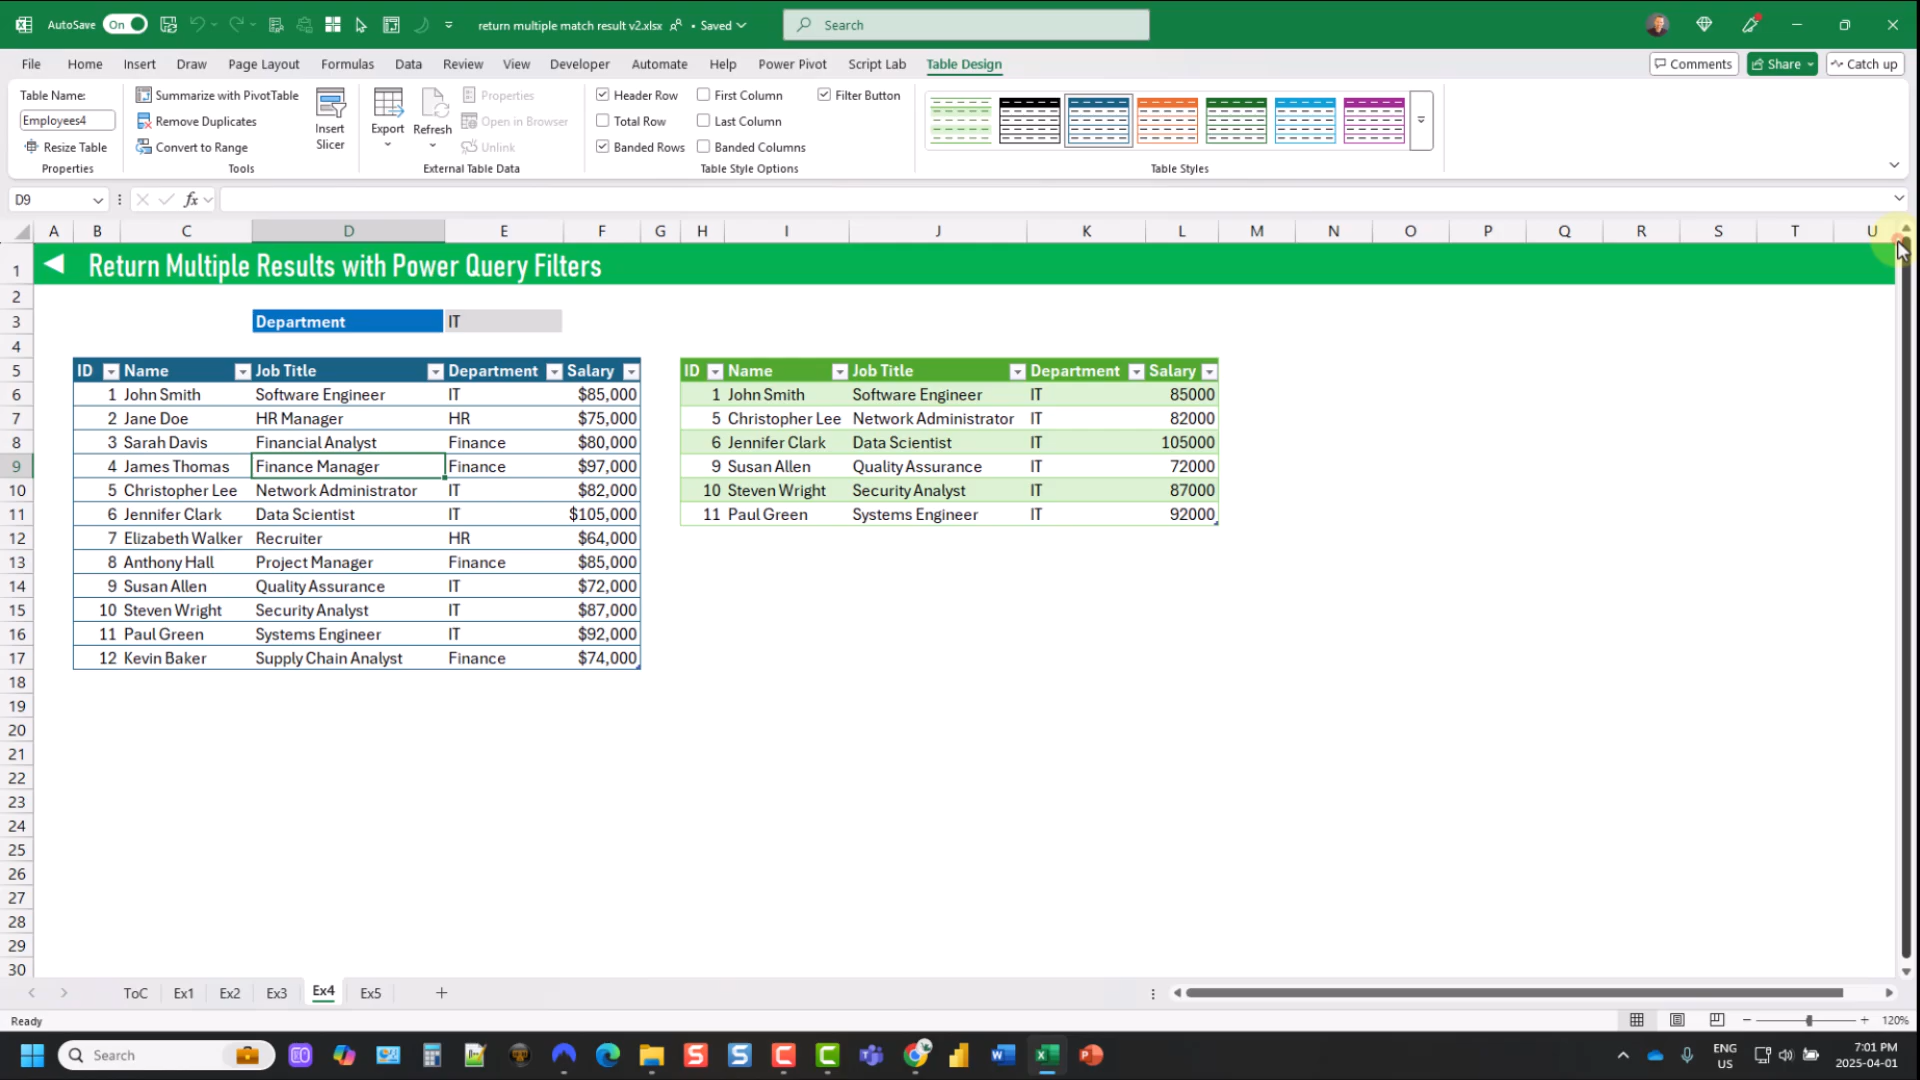 AutoSave On return multiple match result v2.xlsx • Saved Search
File Home Insert Draw Page Layout Formulas Data Review View Developer Automate Help Power Pivot Script Lab Table Design Comments Share Catch up
Table Name:
Employees4
Resize Table
Properties
Summarize with PivotTable
Remove Duplicates
Convert to Range
Tools
Insert
Slicer
Export Refresh
Properties
Open in Browser
Unlink
External Table Data
Header Row First Column Filter Button
Total Row Last Column
Banded Rows Banded Columns
Table Style Options
Table Styles
D9 fx
A B C D E F G H I J K L M N O P Q R S T U
1 Return Multiple Results with Power Query Filters
2
3 Department IT
4
5 ID Name Job Title Department Salary ID Name Job Title Department Salary
6 1 John Smith Software Engineer IT $85,000 1 John Smith Software Engineer IT 85000
7 2 Jane Doe HR Manager HR $75,000 5 Christopher Lee Network Administrator IT 82000
8 3 Sarah Davis Financial Analyst Finance $80,000 6 Jennifer Clark Data Scientist IT 105000
9 4 James Thomas Finance Manager Finance $97,000 9 Susan Allen Quality Assurance IT 72000
10 5 Christopher Lee Network Administrator IT $82,000 10 Steven Wright Security Analyst IT 87000
11 6 Jennifer Clark Data Scientist IT $105,000 11 Paul Green Systems Engineer IT 92000
12 7 Elizabeth Walker Recruiter HR $64,000
13 8 Anthony Hall Project Manager Finance $85,000
14 9 Susan Allen Quality Assurance IT $72,000
15 10 Steven Wright Security Analyst IT $87,000
16 11 Paul Green Systems Engineer IT $92,000
17 12 Kevin Baker Supply Chain Analyst Finance $74,000
18
19
20
21
22
23
24
25
26
27
28
29
30
ToC Ex1 Ex2 Ex3 Ex4 Ex5 +
Ready 120%
Search ENG
US 7:01 PM
2025-04-01